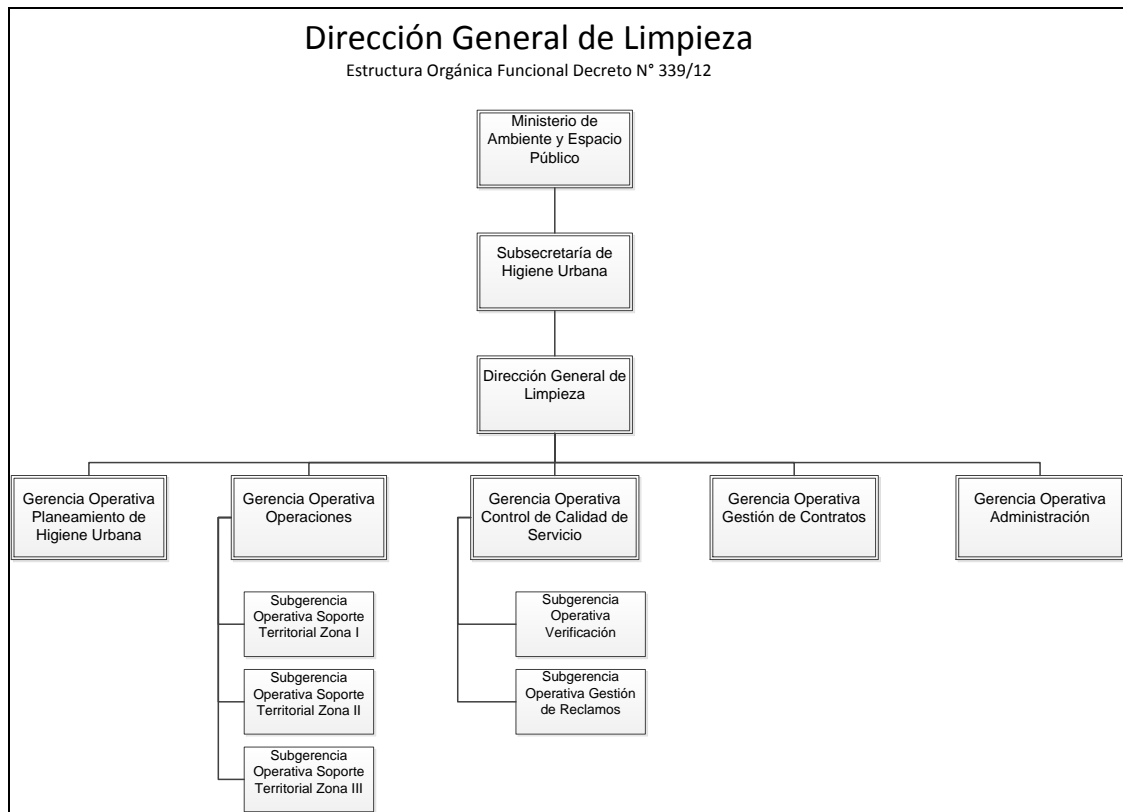 Dirección General de Limpieza
Estructura Orgánica Funcional Decreto N° 339/12
Ministerio de
Ambiente y Espacio
Público
Subsecretaría de
Higiene Urbana
Dirección General de
Limpieza
Gerencia Operativa
Planeamiento de
Higiene Urbana
Gerencia Operativa
Operaciones
Gerencia Operativa
Control de Calidad de
Servicio
Gerencia Operativa
Gestión de Contratos
Gerencia Operativa
Administración
Subgerencia
Operativa Soporte
Territorial Zona I
Subgerencia
Operativa Soporte
Territorial Zona II
Subgerencia
Operativa Soporte
Territorial Zona III
Subgerencia
Operativa
Verificación
Subgerencia
Operativa Gestión
de Reclamos